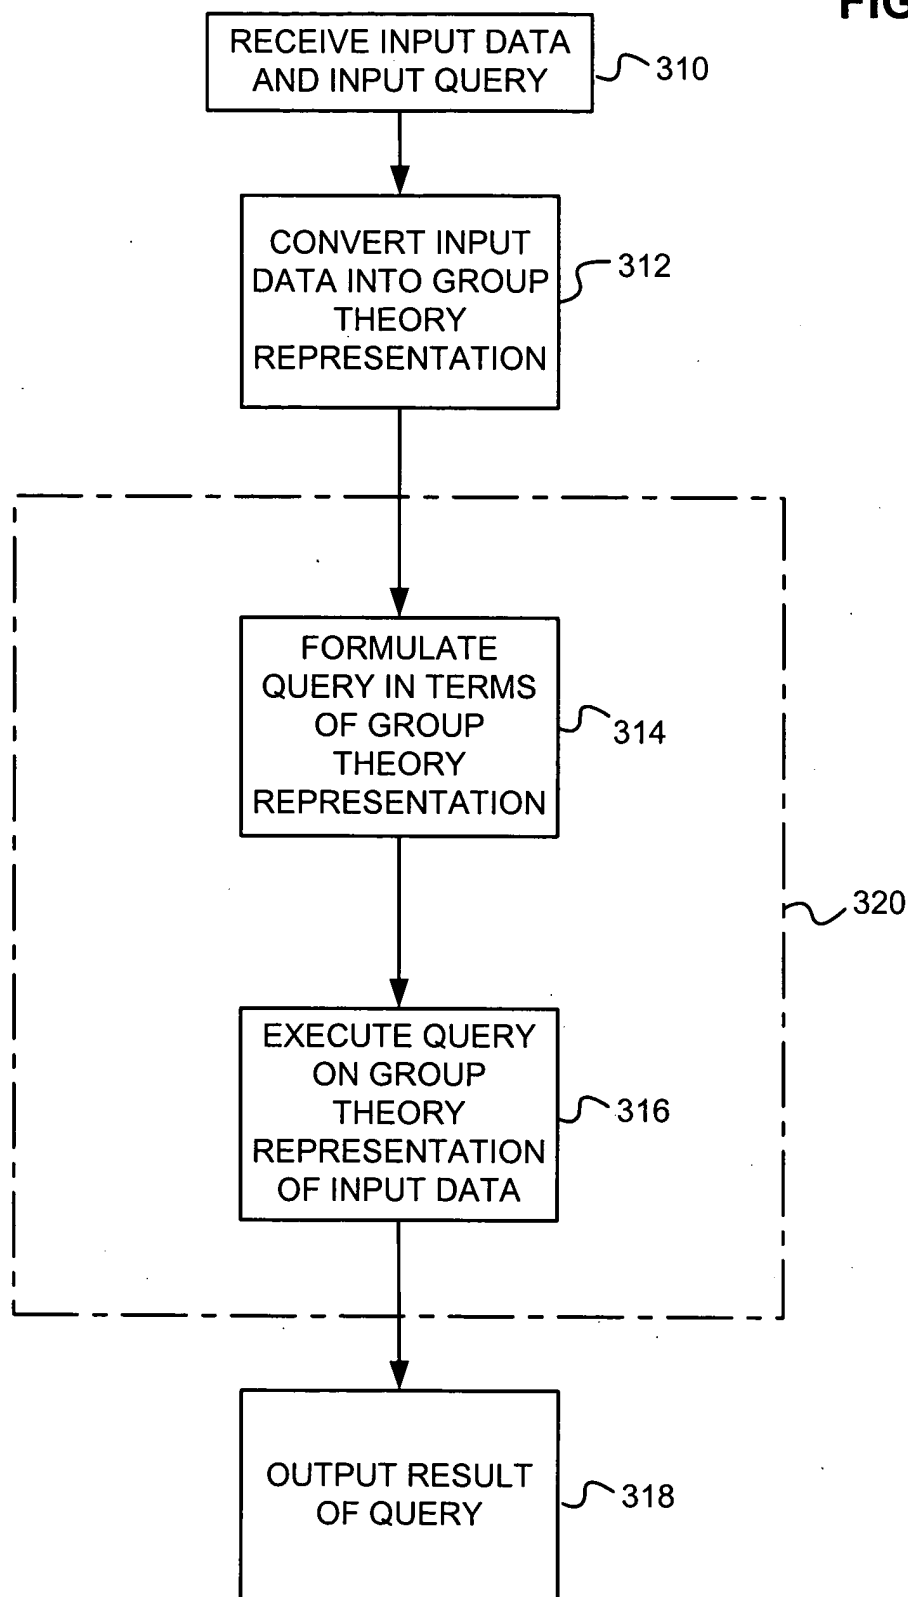 FIG
RECEIVE INPUT DATA
AND INPUT QUERY
310
CONVERT INPUT
DATA INTO GROUP
THEORY
REPRESENTATION
312
FORMULATE
QUERY IN TERMS
OF GROUP
THEORY
REPRESENTATION
314
320
EXECUTE QUERY
ON GROUP
THEORY
REPRESENTATION
OF INPUT DATA
316
OUTPUT RESULT
OF QUERY
318